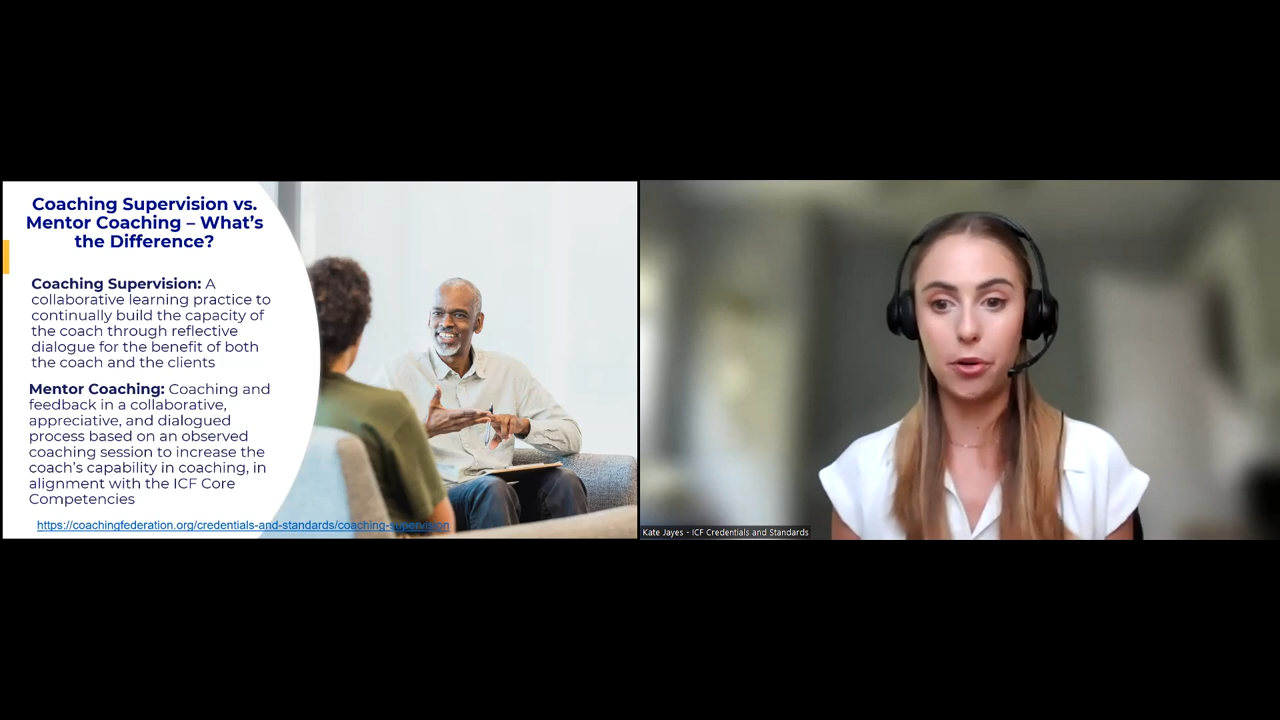 Coaching Supervision vs.
Mentor Coaching – What's
the Difference?
Coaching Supervision: A
collaborative learning practice to
continually build the capacity of
the coach through reflective
dialogue for the benefit of both
the coach and the clients
Mentor Coaching: Coaching and
feedback in a collaborative,
appreciative, and dialogued
process based on an observed
coaching session to increase the
coach's capability in coaching, in
alignment with the ICF Core
Competencies
https://coachingfederation.org/credentials-and-standards/coaching-supervision
Kate Jayes - ICF Credentials and Standards